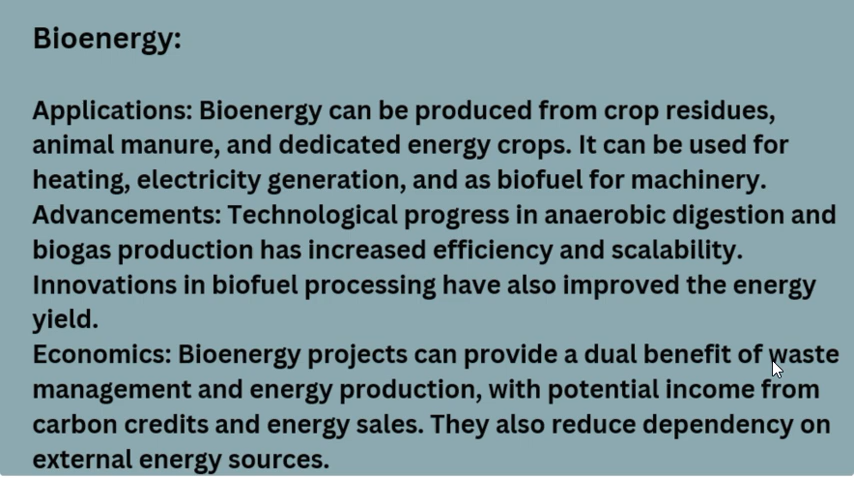 Bioenergy:
Applications: Bioenergy can be produced from crop residues,
animal manure, and dedicated energy crops. It can be used for
heating, electricity generation, and as biofuel for machinery.
Advancements: Technological progress in anaerobic digestion and
biogas production has increased efficiency and scalability.
Innovations in biofuel processing have also improved the energy
yield.
Economics: Bioenergy projects can provide a dual benefit of waste
management and energy production, with potential income from
carbon credits and energy sales. They also reduce dependency on
external energy sources.